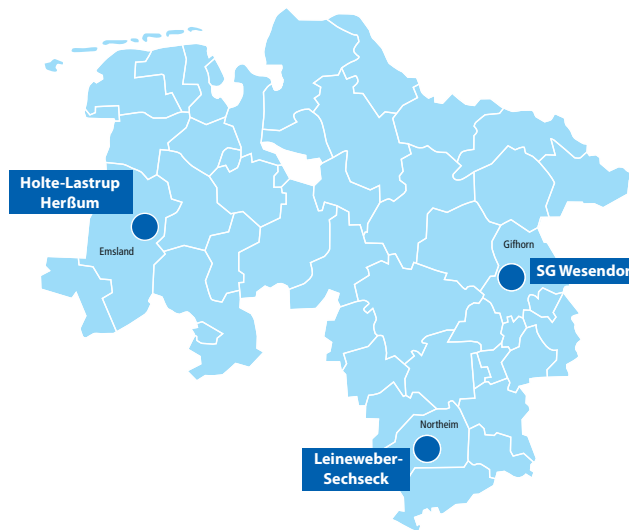 Holte-Lastrup
Herßum
Emsland
Gifhorn
SG Wesendor
Northeim
Leineweber-
Sechseck